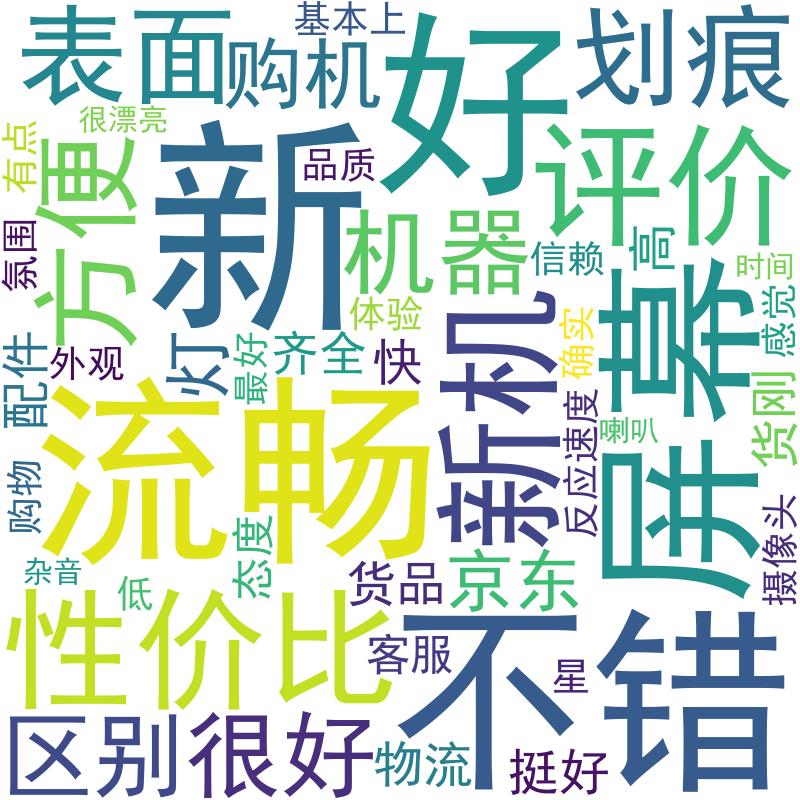 表面
购机
基本上
好
划痕
有点
很漂亮
方便
新
品质
评价
氛围
机器
信赖
高
时间
配件
外观
灯
最好
齐全
体验
快
新机
确实
屏幕
感觉
流畅
反应速度
喇叭
货刚
购物
态度
摄像头
杂音
低
货品
京东
性价比
客服
不错
星
区别
很好
物流
挺好